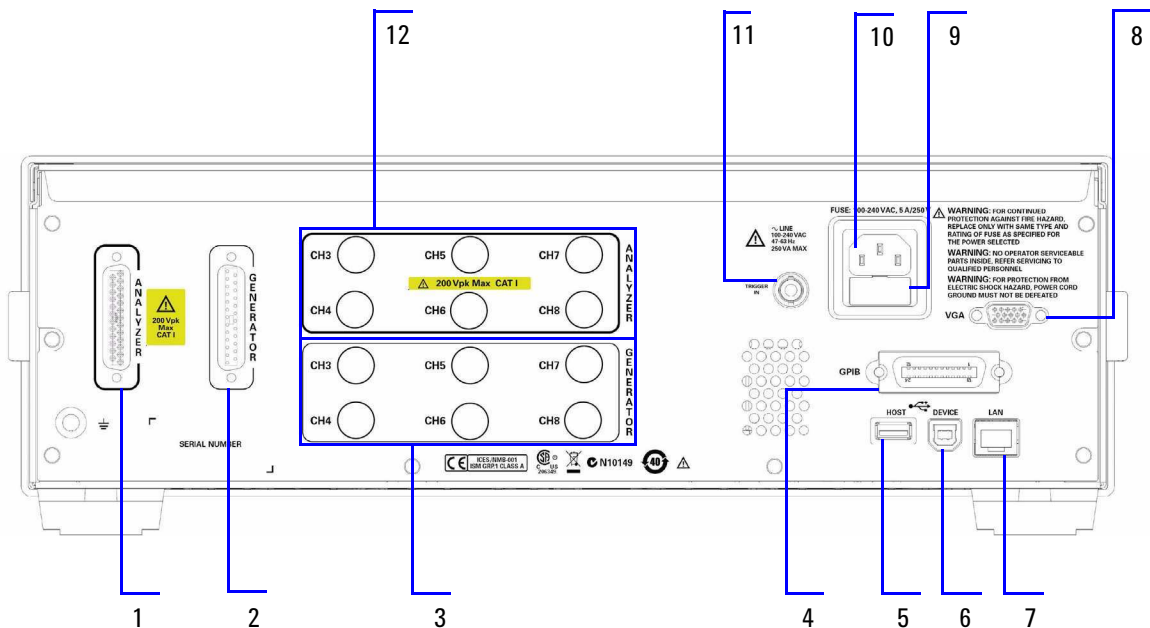 12
11
10
9
8
FUSE: 100-240 VAC, 5 A/250 V
WARNING: FOR CONTINUED
PROTECTION AGAINST FIRE HAZARD,
REPLACE ONLY WITH SAME TYPE AND
RATING OF FUSE AS SPECIFIED FOR
THE POWER SELECTED
WARNING: NO OPERATOR SERVICEABLE
PARTS INSIDE, REFER SERVICING TO
QUALIFIED PERSONNEL
WARNING: FOR PROTECTION FROM
ELECTRIC SHOCK HAZARD, POWER CORD
GROUND MUST NOT BE DEFEATED
∿ LINE
100-240 VAC
47-63 Hz
250 VA MAX
TRIGGER
IN
VGA
ANALYZER
200 Vpk
Max
CAT I
GENERATOR
CH3
CH5
CH7
200 Vpk Max CAT I
CH4
CH6
CH8
ANALYZER
CH3
CH5
CH7
CH4
CH6
CH8
GENERATOR
GPIB
HOST
DEVICE
LAN
SERIAL NUMBER
CE
ICES/NMB-001
ISM GRP.1 CLASS A
C US
N10149
40
1
2
3
4
5
6
7